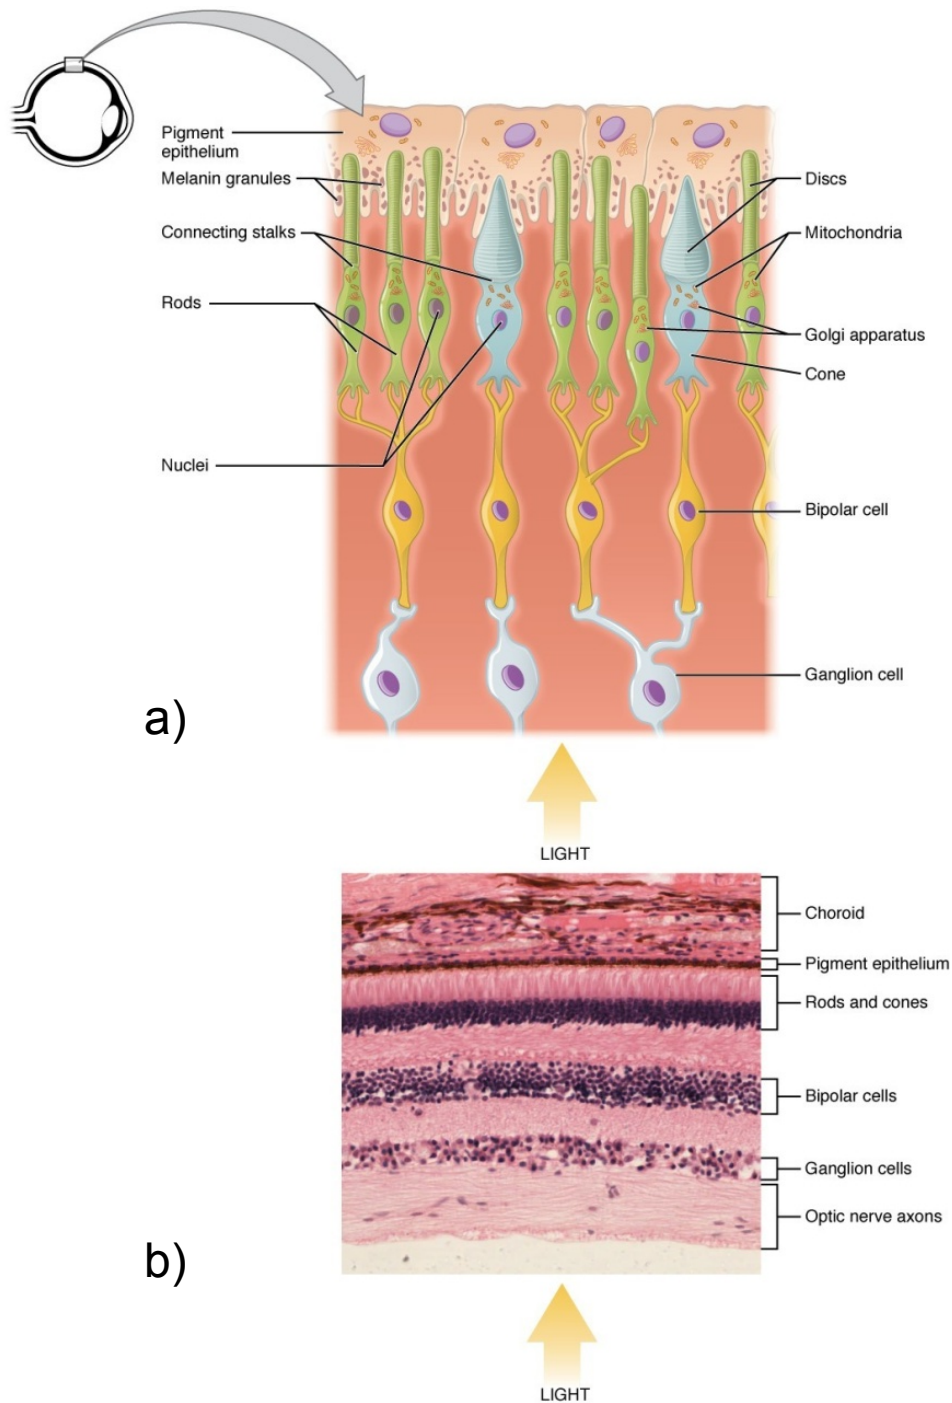 Pigment
epithelium
Melanin granules
Connecting stalks
Rods
Nuclei
Discs
Mitochondria
Golgi apparatus
Cone
Bipolar cell
Ganglion cell
a)
LIGHT
Choroid
Pigment epithelium
Rods and cones
Bipolar cells
Ganglion cells
Optic nerve axons
b)
LIGHT